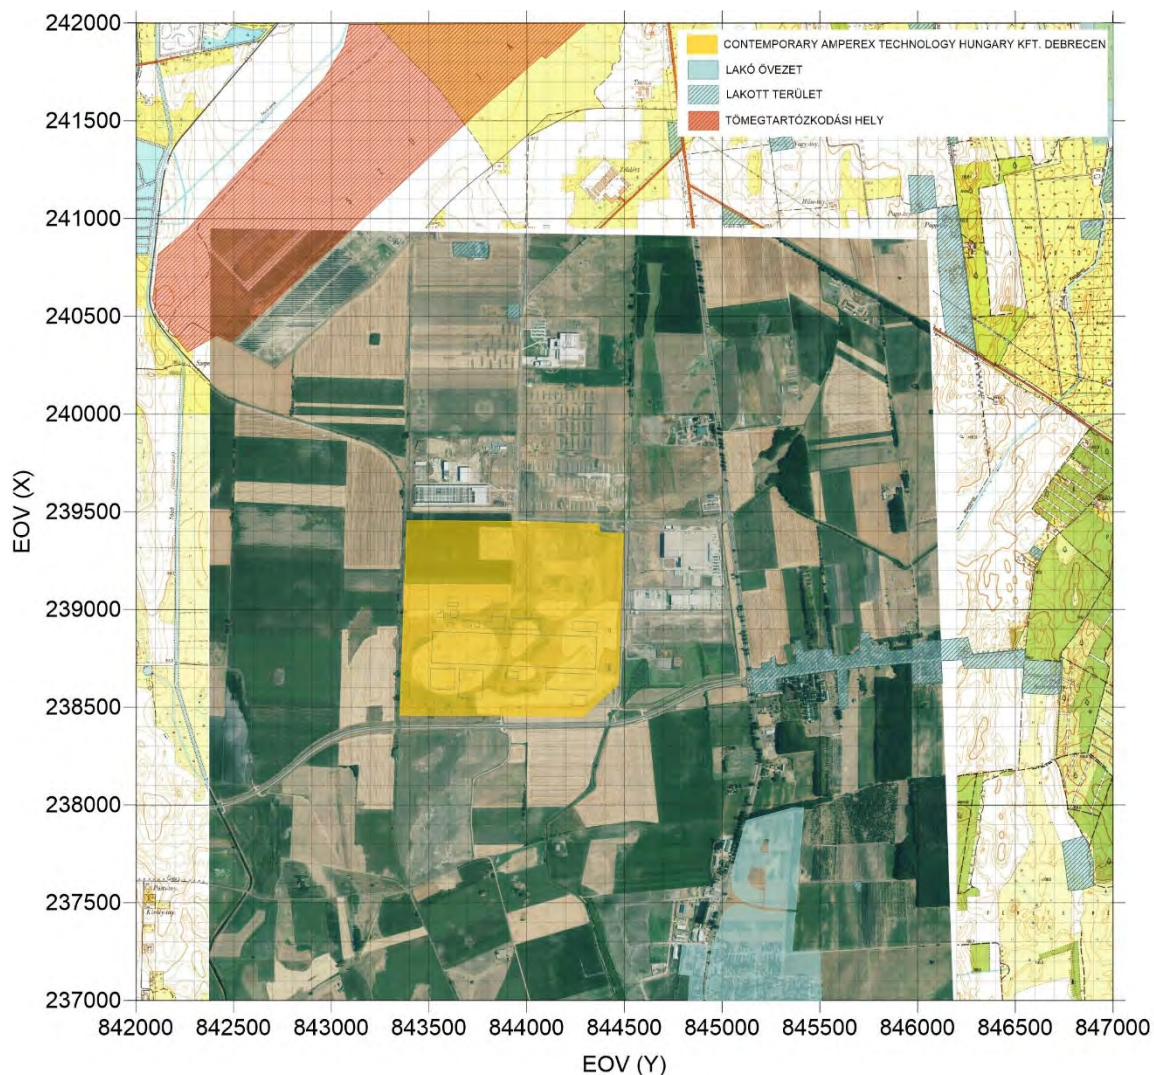 242000
CONTEMPORARY AMPEREX TECHNOLOGY HUNGARY KFT. DEBRECEN
LAKÓ ÖVEZET
LAKOTT TERÜLET
TÖMEGTARTÓZKODÁSI HELY
241500
241000
240500
240000
239500
239000
238500
238000
237500
237000
EOV (X)
842000 842500 843000 843500 844000 844500 845000 845500 846000 846500 847000
EOV (Y)